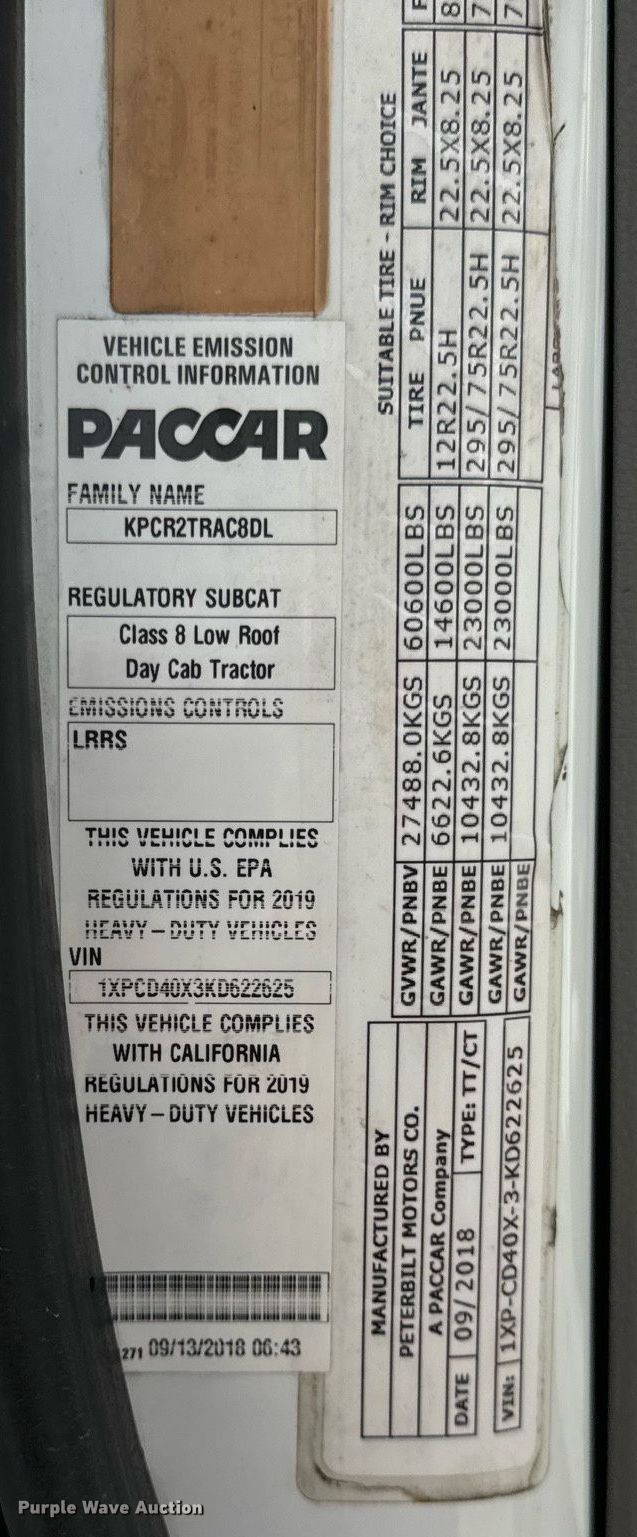 VEHICLE EMISSION
CONTROL INFORMATION
PACCAR
FAMILY NAME
KPCR2TRAC8DL
REGULATORY SUBCAT
Class 8 Low Roof
Day Cab Tractor
EMISSIONS CONTROLS
LRRS
THIS VEHICLE COMPLIES
WITH U.S. EPA
REGULATIONS FOR 2019
HEAVY-DUTY VEHICLES
VIN
1XPCD40X3KD622625
THIS VEHICLE COMPLIES
WITH CALIFORNIA
REGULATIONS FOR 2019
HEAVY-DUTY VEHICLES
271 09/13/2018 06:43
MANUFACTURED BY
PETERBILT MOTORS CO.
A PACCAR Company
DATE 09/2018 TYPE: TT/CT
VIN: 1XP-CD40X-3-KD622625
SUITABLE TIRE - RIM CHOICE
TIRE PNUE RIM JANTE
GVWR/PNBV 27488.0KGS 60600LBS
GAWR/PNBE 6622.6KGS 14600LBS 12R22.5H 22.5X8.25 8
GAWR/PNBE 10432.8KGS 23000LBS 295/75R22.5H 22.5X8.25 7
GAWR/PNBE 10432.8KGS 23000LBS 295/75R22.5H 22.5X8.25 7
GAWR/PNBE
Purple Wave Auction